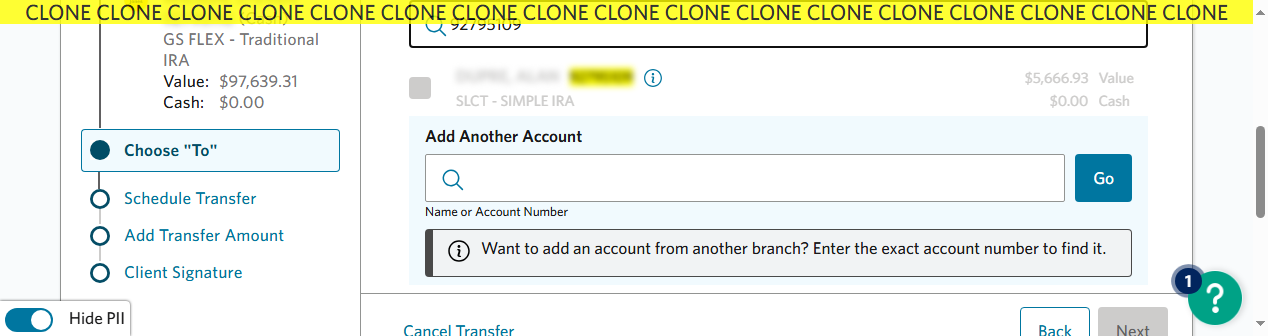 CLONE CLONE CLONE CLONE CLONE CLONE CLONE CLONE CLONE CLONE CLONE CLONE CLONE CLONE CLONE CLONE CLONE
GS FLEX - Traditional
IRA
Value: $97,639.31
Cash: $0.00
Choose "To"
Schedule Transfer
Add Transfer Amount
Client Signature
Hide PII
$5,666.93 Value
SLCT - SIMPLE IRA
$0.00 Cash
Add Another Account
Go
Name or Account Number
Want to add an account from another branch? Enter the exact account number to find it.
1
?
Cancel Transfer
Back
Next